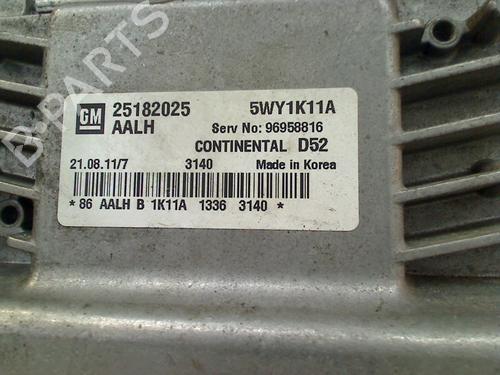 B-PARTS
GM 25182025 5WY1K11A
AALH Serv No: 96958816
CONTINENTAL D52
21.08.11/7 3140 Made in Korea
* 86 AALH B 1K11A 1336 3140 *